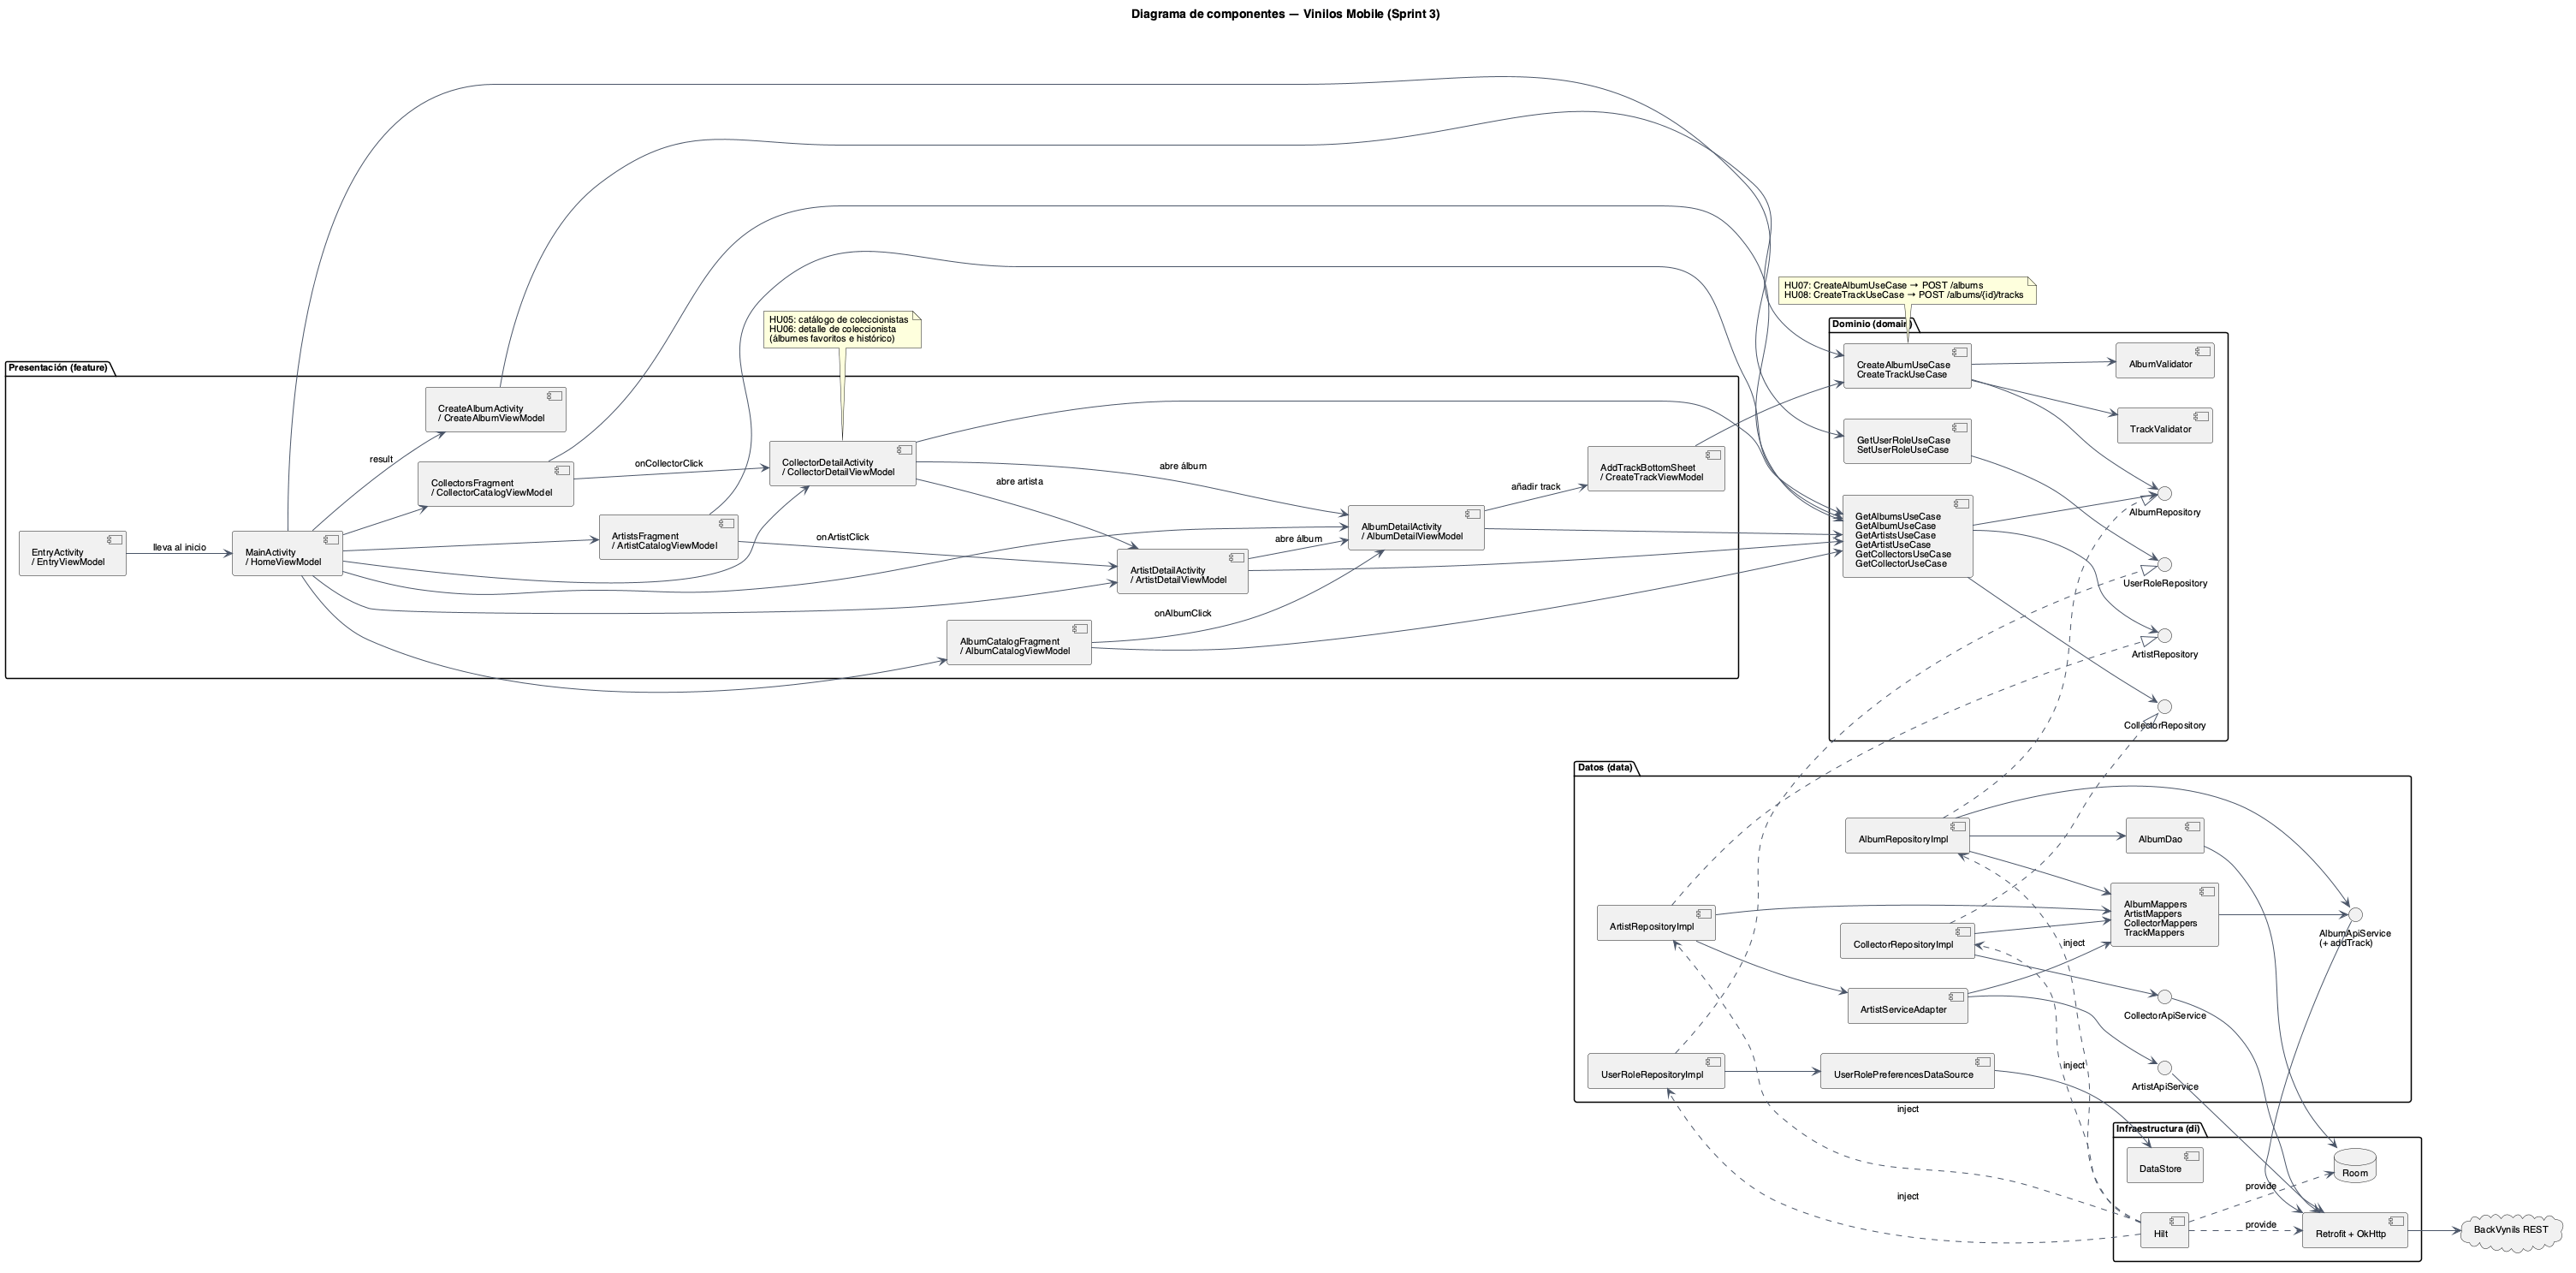 Diagrama de componentes — Vinilos Mobile (Sprint 3)
HU07: CreateAlbumUseCase → POST /albums
HU08: CreateTrackUseCase → POST /albums/{id}/tracks
HU05: catálogo de coleccionistas
HU06: detalle de coleccionista
(álbumes favoritos e histórico)
Presentación (feature)
CreateAlbumActivity
/ CreateAlbumViewModel
result
CollectorsFragment
/ CollectorCatalogViewModel
onCollectorClick
CollectorDetailActivity
/ CollectorDetailViewModel
abre álbum
abre artista
AddTrackBottomSheet
/ CreateTrackViewModel
añadir track
EntryActivity
/ EntryViewModel
lleva al inicio
MainActivity
/ HomeViewModel
ArtistsFragment
/ ArtistCatalogViewModel
onArtistClick
ArtistDetailActivity
/ ArtistDetailViewModel
abre álbum
AlbumDetailActivity
/ AlbumDetailViewModel
onAlbumClick
AlbumCatalogFragment
/ AlbumCatalogViewModel
Dominio (domain)
CreateAlbumUseCase
CreateTrackUseCase
AlbumValidator
TrackValidator
GetUserRoleUseCase
SetUserRoleUseCase
GetAlbumsUseCase
GetAlbumUseCase
GetArtistsUseCase
GetArtistUseCase
GetCollectorsUseCase
GetCollectorUseCase
AlbumRepository
UserRoleRepository
ArtistRepository
CollectorRepository
Datos (data)
AlbumRepositoryImpl
AlbumDao
ArtistRepositoryImpl
CollectorRepositoryImpl
AlbumMappers
ArtistMappers
CollectorMappers
TrackMappers
AlbumApiService
(+ addTrack)
inject
ArtistServiceAdapter
CollectorApiService
UserRoleRepositoryImpl
UserRolePreferencesDataSource
inject
ArtistApiService
inject
Infraestructura (di)
DataStore
Room
provide
inject
Hilt
provide
Retrofit + OkHttp
BackVynils REST